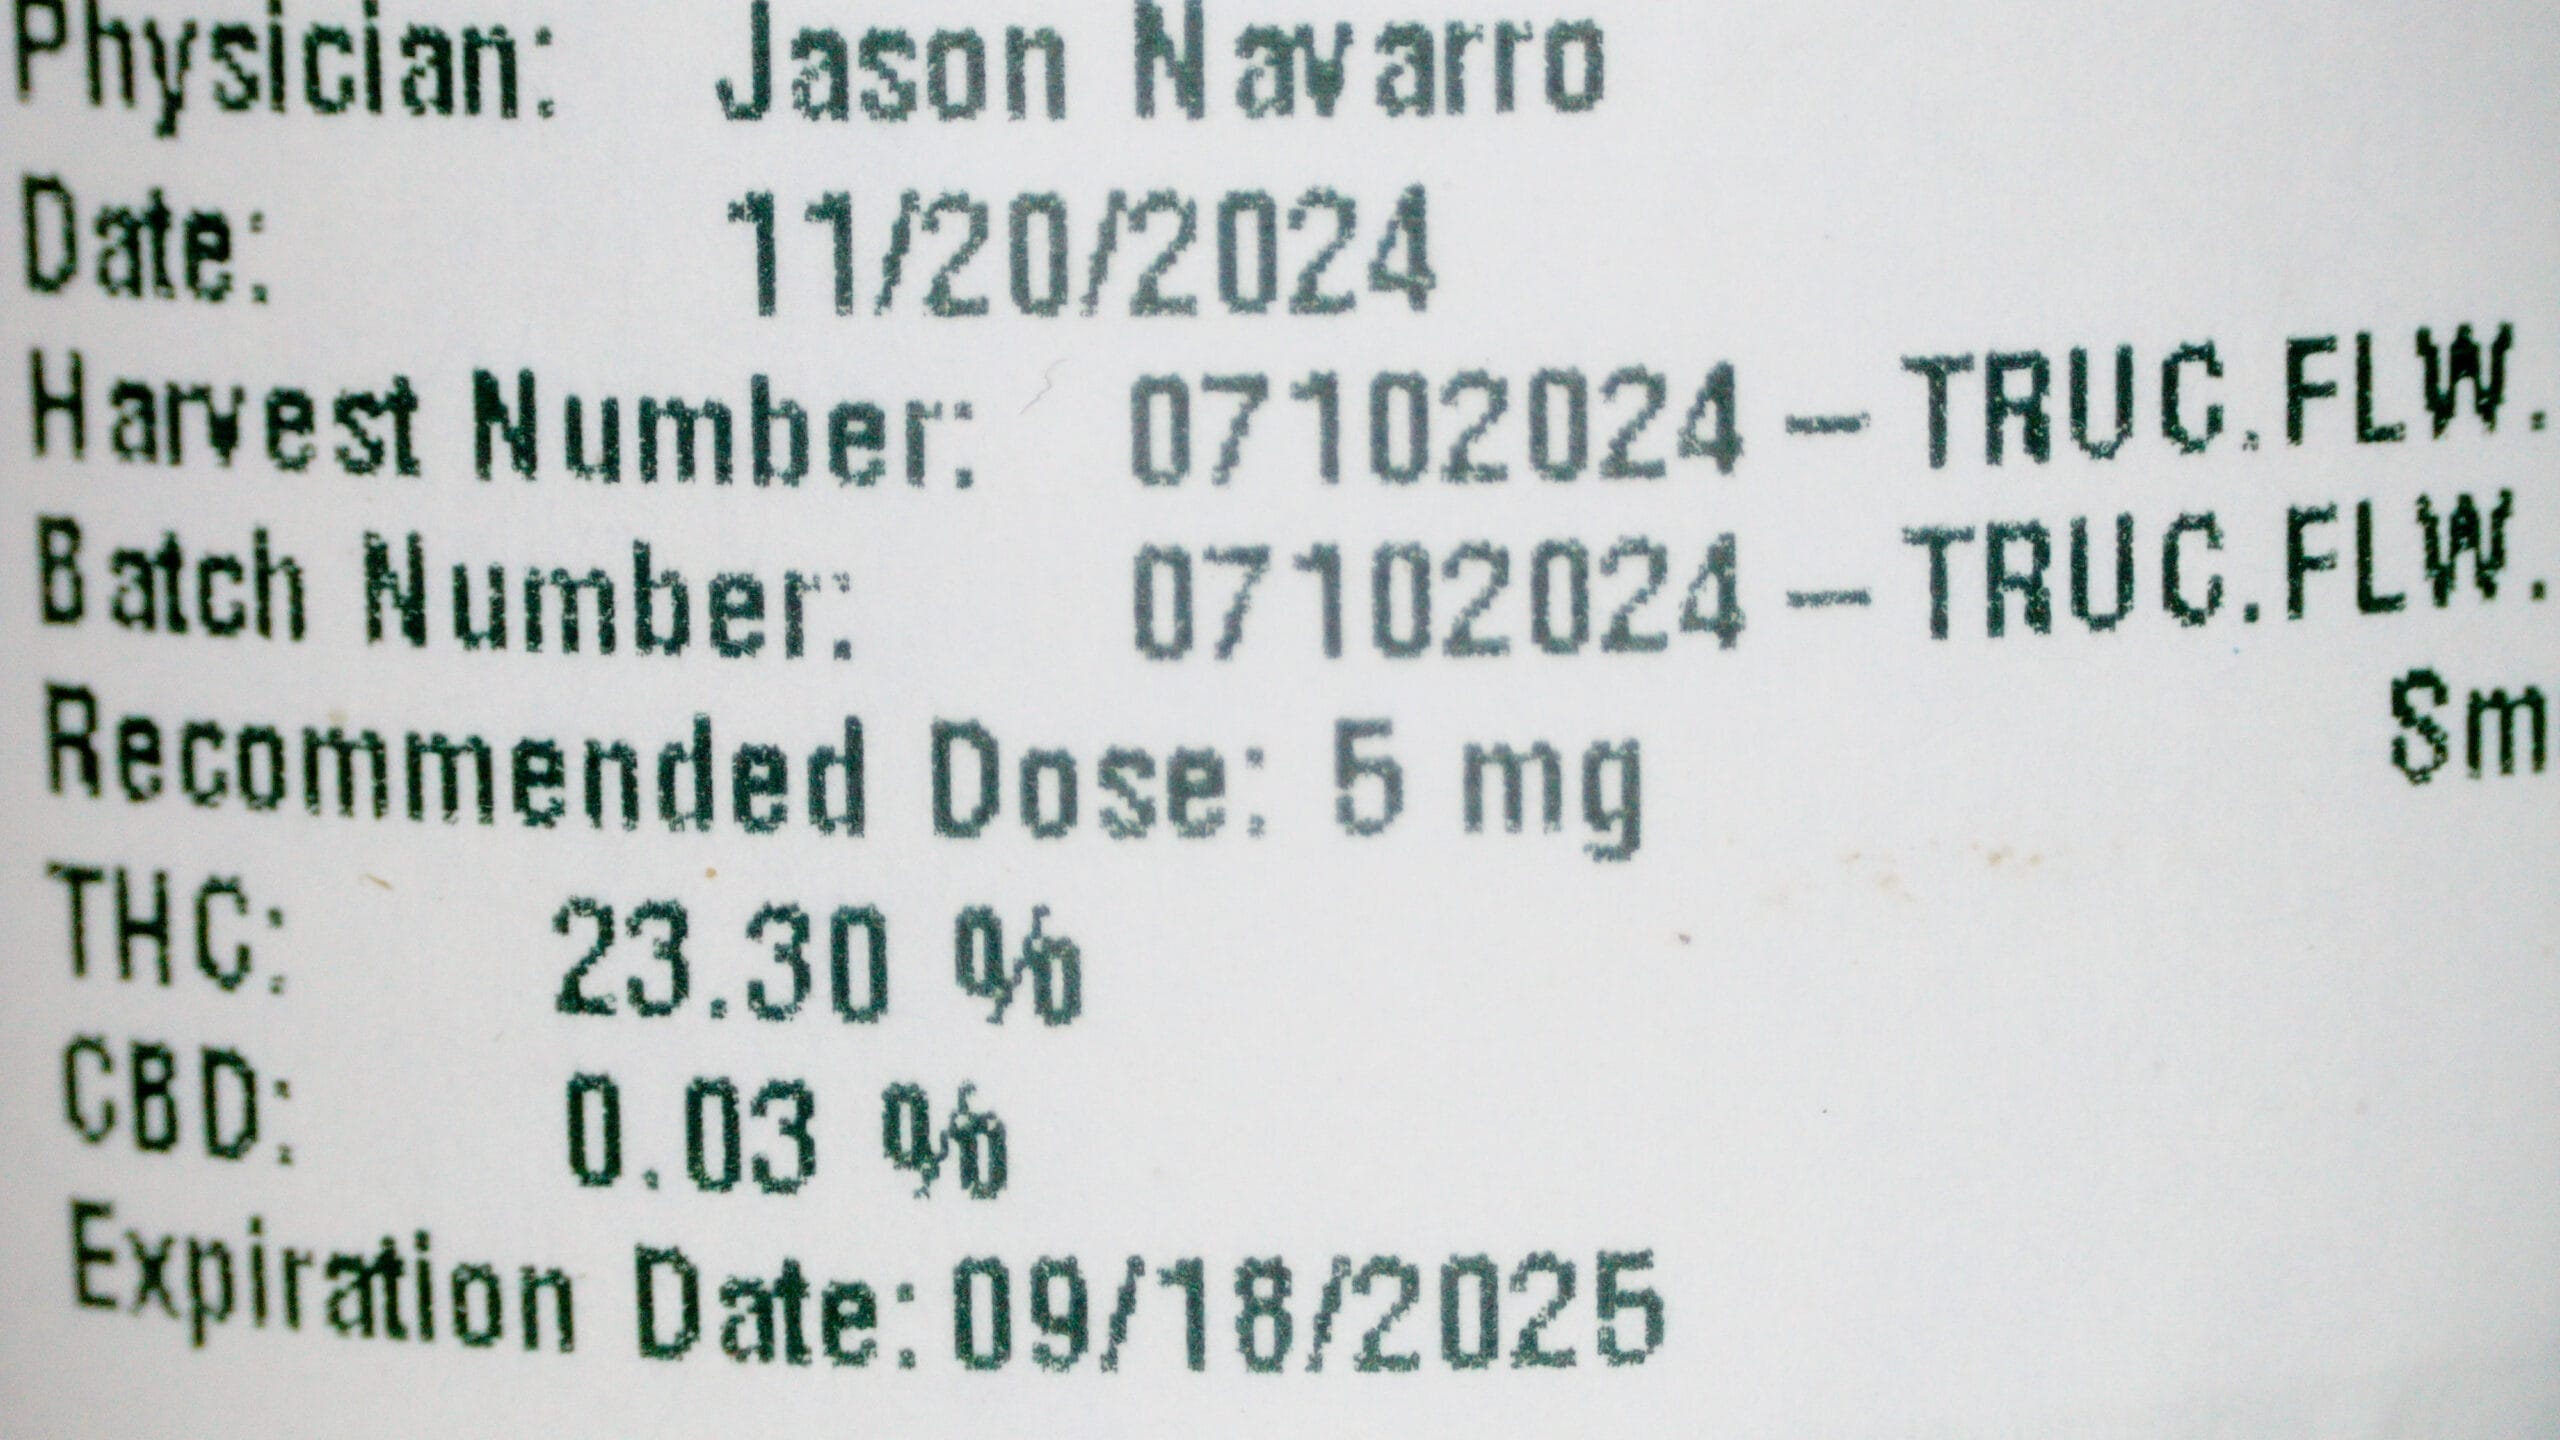 Physician: Jason Navarro
Date: 11/20/2024
Harvest Number: 07102024 - TRUC.FLW.
Batch Number: 07102024 - TRUC.FLW.
Recommended Dose: 5 mg Sm
THC: 23.30 %
CBD: 0.03 %
Expiration Date: 09/18/2025